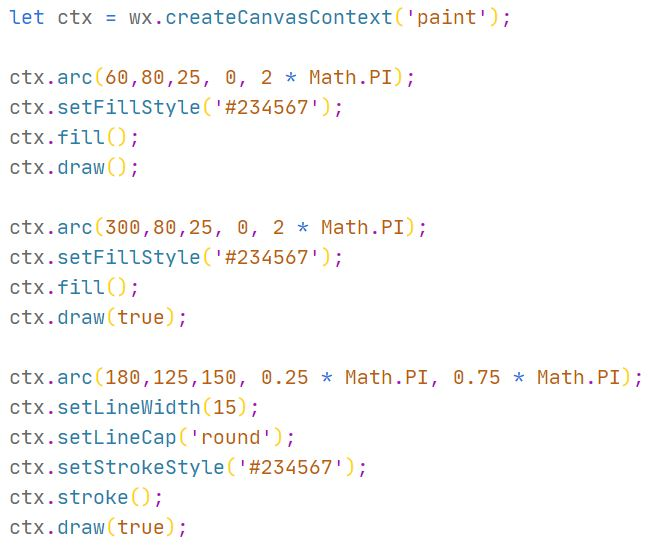 let ctx = wx.createCanvasContext('paint');
ctx.arc(60,80,25, 0, 2 * Math.PI);
ctx.setFillStyle('#234567');
ctx.fill();
ctx.draw();
ctx.arc(300,80,25, 0, 2 * Math.PI);
ctx.setFillStyle('#234567');
ctx.fill();
ctx.draw(true);
ctx.arc(180,125,150, 0.25 * Math.PI, 0.75 * Math.PI);
ctx.setLineWidth(15);
ctx.setLineCap('round');
ctx.setStrokeStyle('#234567');
ctx.stroke();
ctx.draw(true);